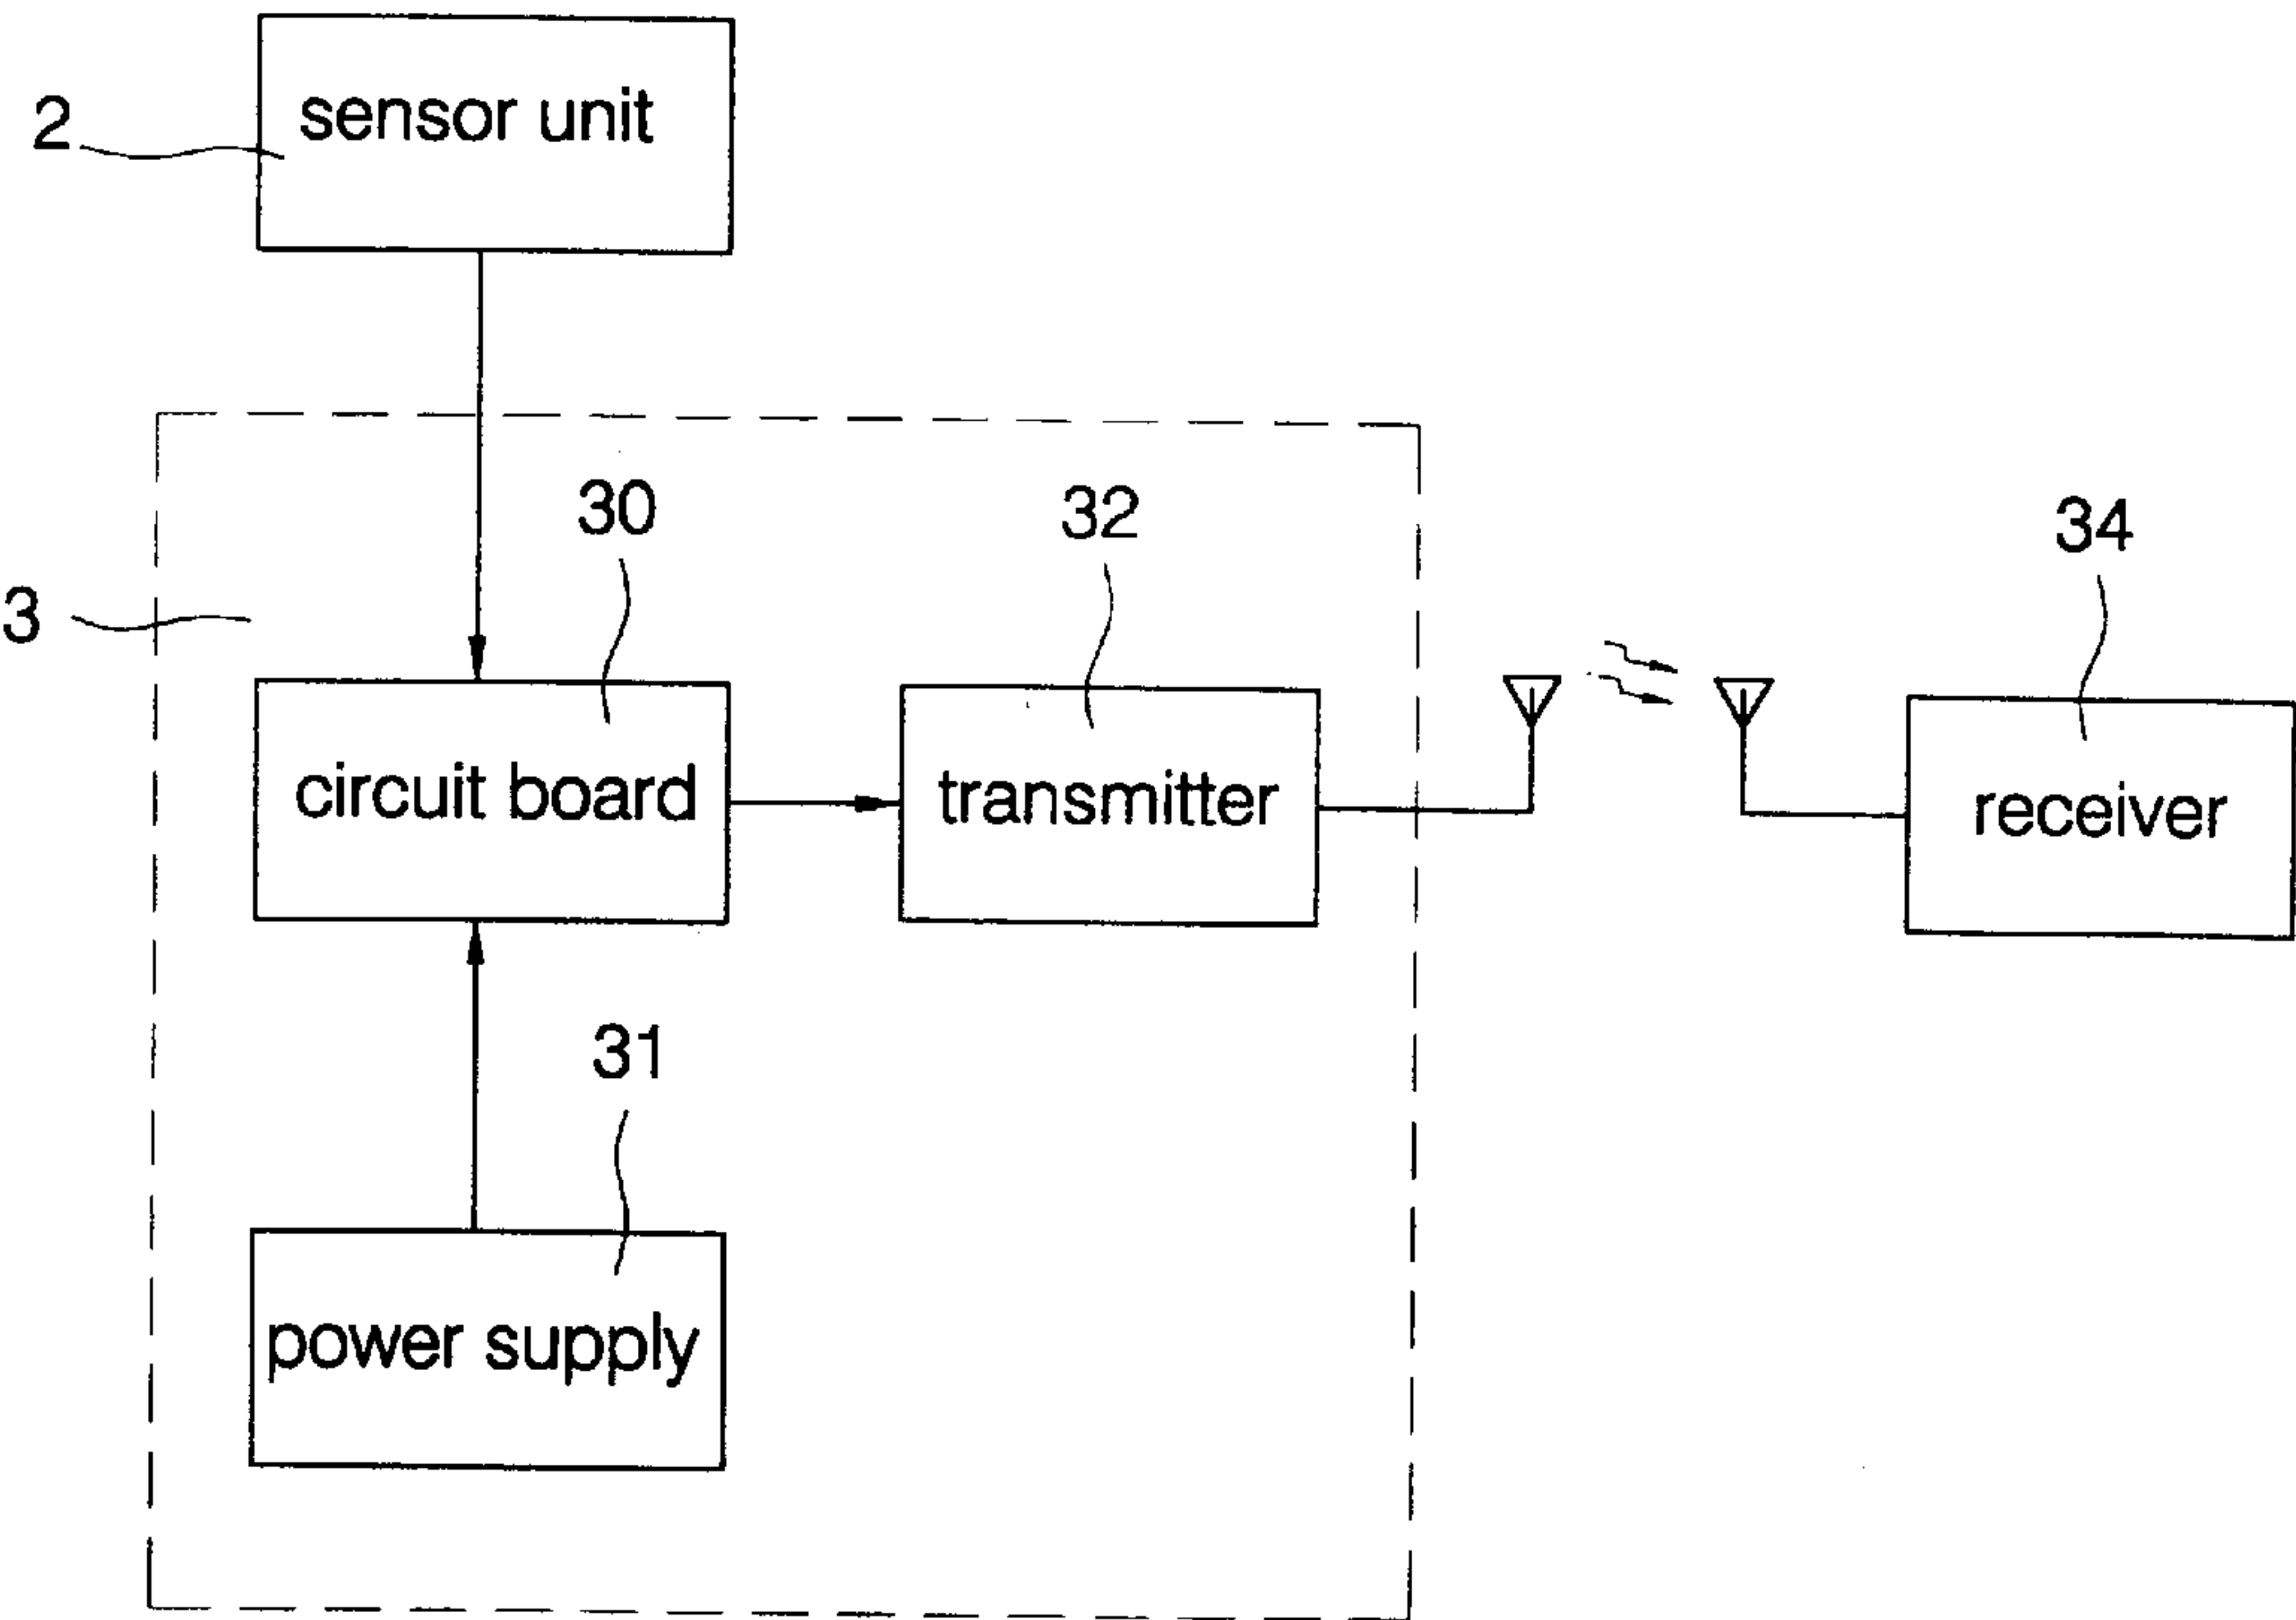 sensor unit
2
30
32
34
3
circuit board
transmitter
receiver
31
power supply